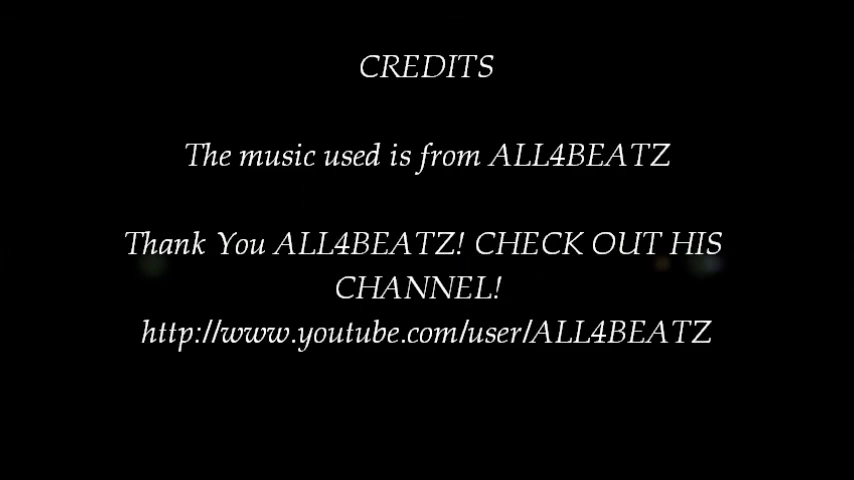 CREDITS
The music used is from ALL4BEATZ
Thank You ALL4BEATZ! CHECK OUT HIS
CHANNEL!
http://www.youtube.com/user/ALL4BEATZ